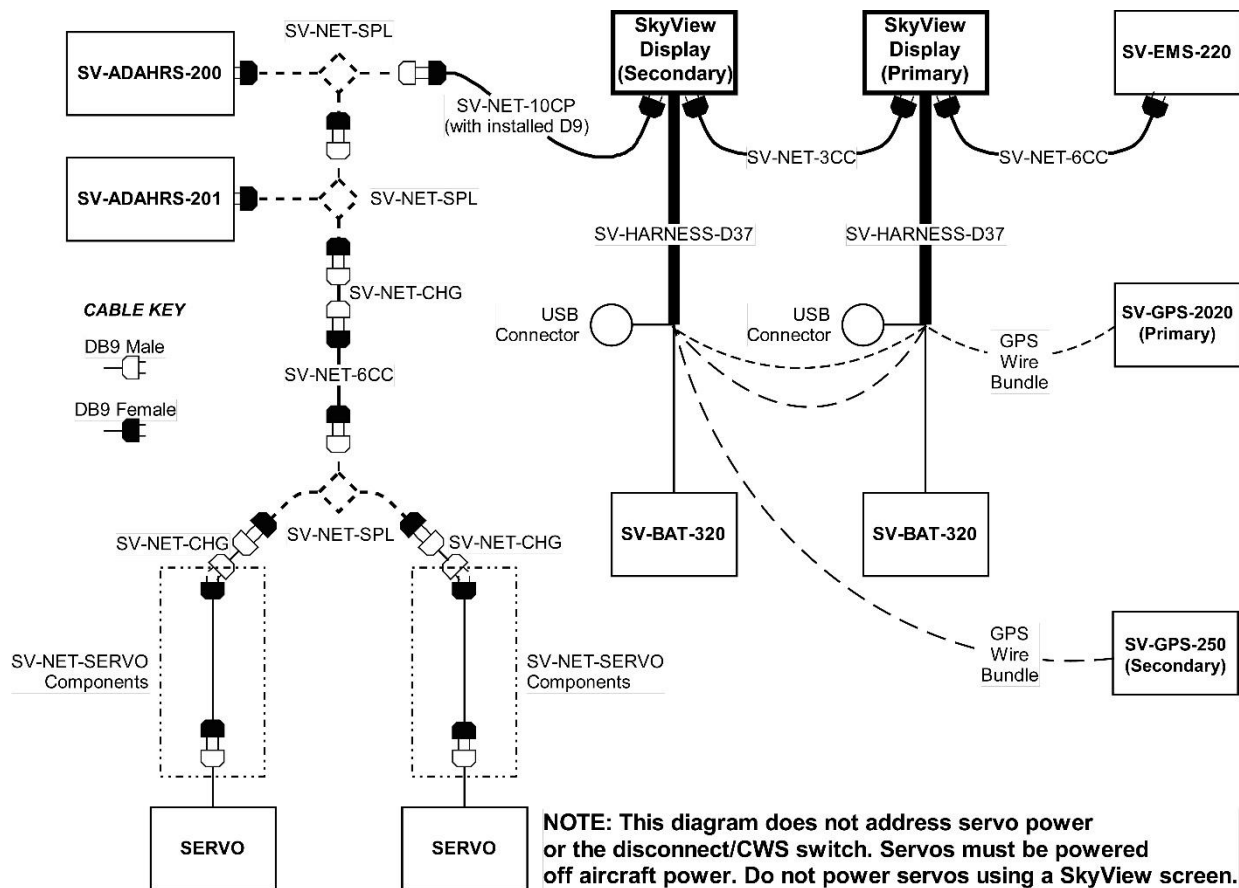 SV-NET-SPL
SV-ADAHRS-200
SV-NET-10CP
(with installed D9)
SkyView
Display
(Secondary)
SkyView
Display
(Primary)
SV-EMS-220
SV-NET-3CC
SV-NET-6CC
SV-ADAHRS-201
SV-NET-SPL
SV-HARNESS-D37
SV-HARNESS-D37
CABLE KEY
DB9 Male
DB9 Female
SV-NET-CHG
SV-NET-6CC
USB
Connector
USB
Connector
GPS
Wire
Bundle
SV-GPS-2020
(Primary)
SV-NET-CHG
SV-NET-SPL
SV-NET-CHG
SV-BAT-320
SV-BAT-320
SV-NET-SERVO
Components
SV-NET-SERVO
Components
GPS
Wire
Bundle
SV-GPS-250
(Secondary)
SERVO
SERVO
NOTE: This diagram does not address servo power
or the disconnect/CWS switch. Servos must be powered
off aircraft power. Do not power servos using a SkyView screen.